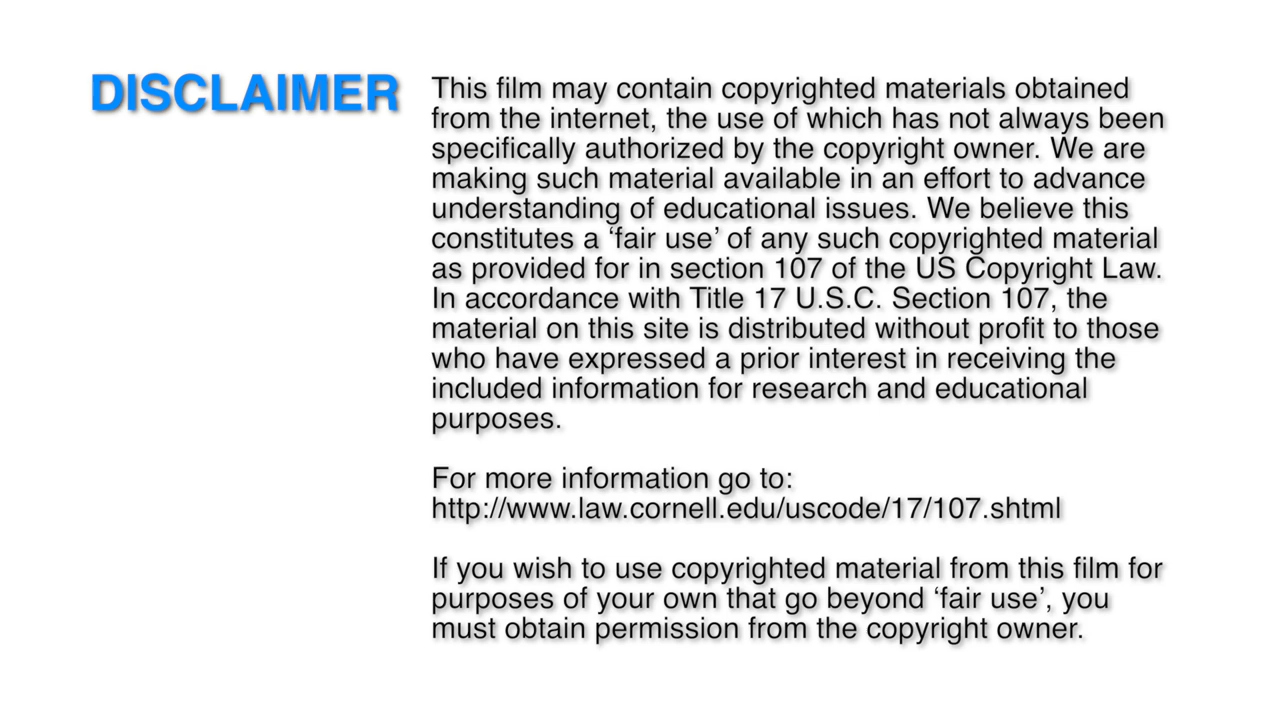 DISCLAIMER
This film may contain copyrighted materials obtained
from the internet, the use of which has not always been
specifically authorized by the copyright owner. We are
making such material available in an effort to advance
understanding of educational issues. We believe this
constitutes a ‘fair use’ of any such copyrighted material
as provided for in section 107 of the US Copyright Law.
In accordance with Title 17 U.S.C. Section 107, the
material on this site is distributed without profit to those
who have expressed a prior interest in receiving the
included information for research and educational
purposes.
For more information go to:
http://www.law.cornell.edu/uscode/17/107.shtml
If you wish to use copyrighted material from this film for
purposes of your own that go beyond ‘fair use’, you
must obtain permission from the copyright owner.